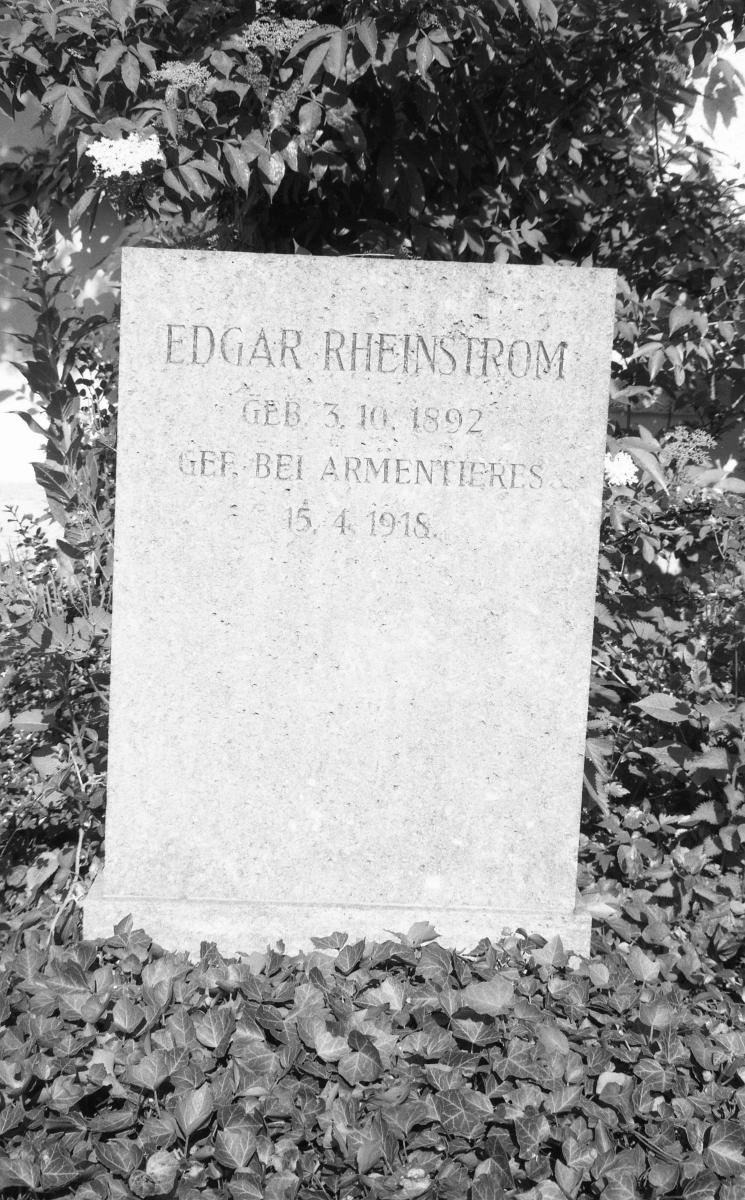 EDGAR RHEINSTROM
GEB. 3. 10. 1892
GEF. BEI ARMENTIERES
15. 4. 1918.